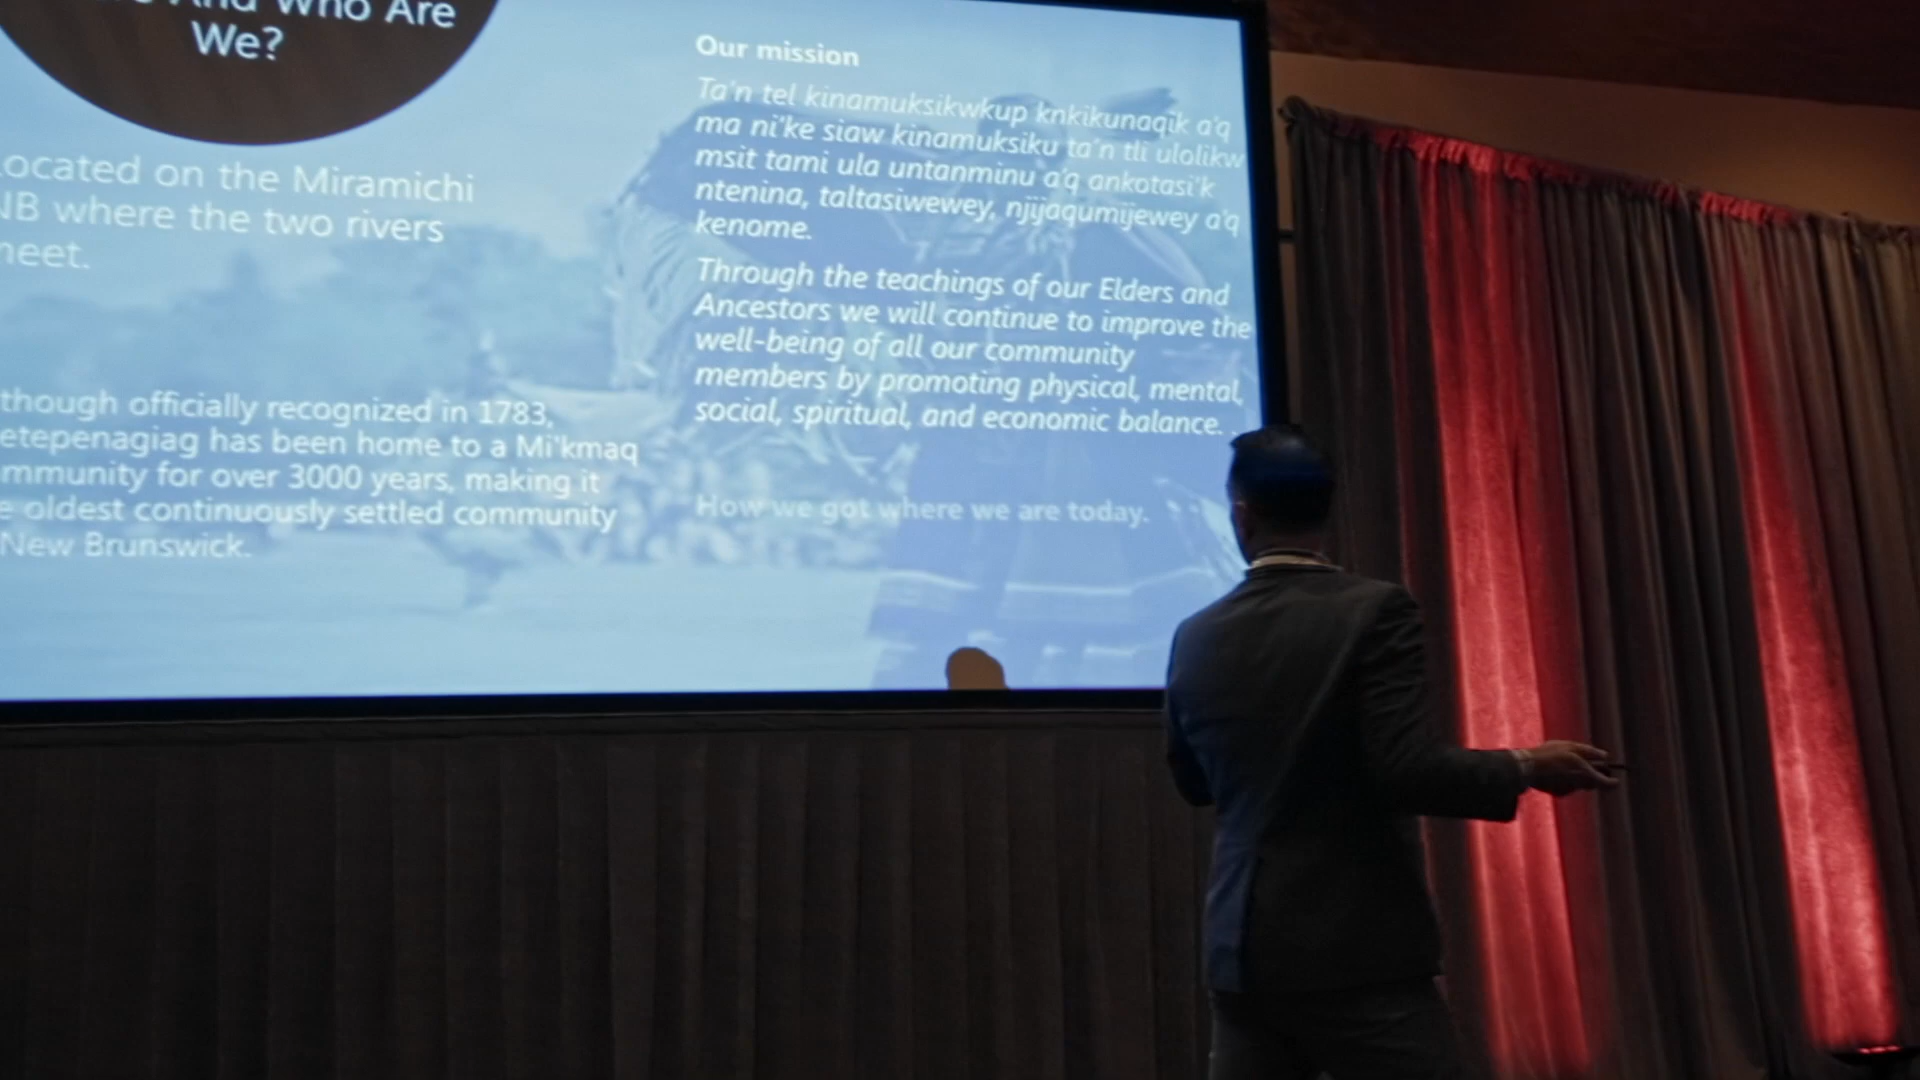 And Who Are
We?
ocated on the Miramichi
NB where the two rivers
meet.
though officially recognized in 1783,
etepenagiag has been home to a Mi'kmaq
mmunity for over 3000 years, making it
e oldest continuously settled community
New Brunswick.
Our mission
Ta'n tel kinamuksikwkup knkikunaqik a'q
ma ni'ke siaw kinamuksiku ta'n tli ulolikw
msit tami ula untanminu a'q ankotasi'k
ntenina, taltasiwewey, njijaqumijewey a'q
kenome.
Through the teachings of our Elders and
Ancestors we will continue to improve the
well-being of all our community
members by promoting physical, mental,
social, spiritual, and economic balance.
How we got where we are today.